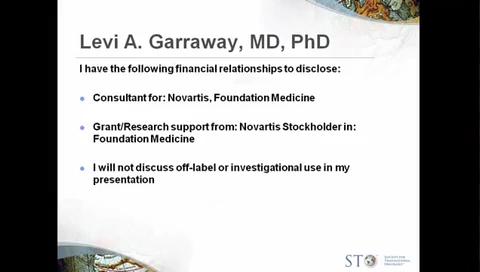 Levi A. Garraway, MD, PhD
I have the following financial relationships to disclose:
Consultant for: Novartis, Foundation Medicine
Grant/Research support from: Novartis Stockholder in:
Foundation Medicine
I will not discuss off-label or investigational use in my
presentation
STO